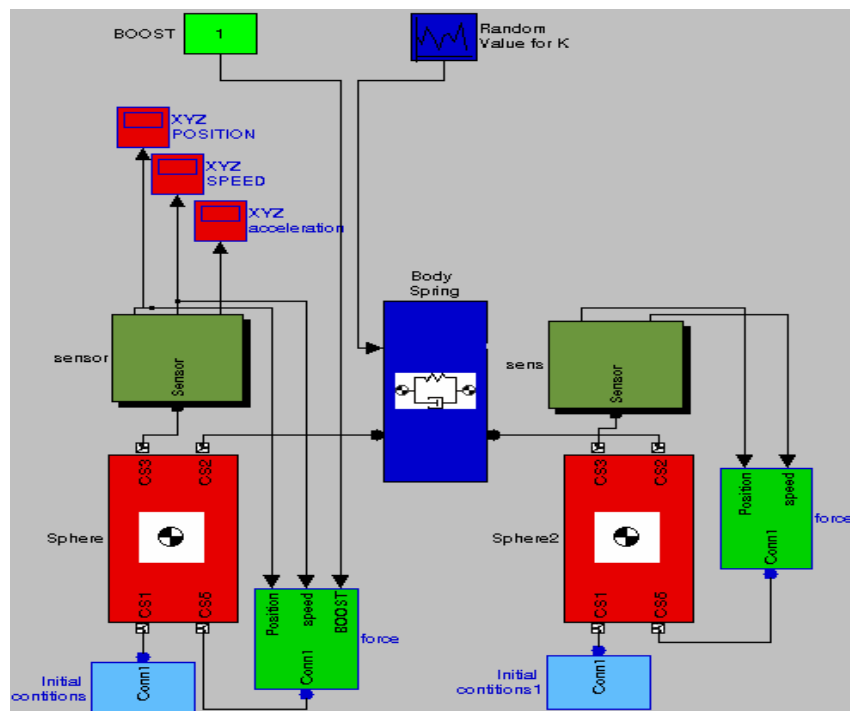 BOOST
1
Random
Value for K
XYZ
POSITION
XYZ
SPEED
XYZ
acceleration
Body
Spring
sensor
Sensor
sens
Sensor
CS3
CS2
Sphere
CS1
CS5
CS3
CS2
Sphere2
CS1
CS5
Position
speed
Conn1
force
Position
speed
BOOST
Conn1
force
Initial
contitions
Conn1
Initial
contitions1
Conn1